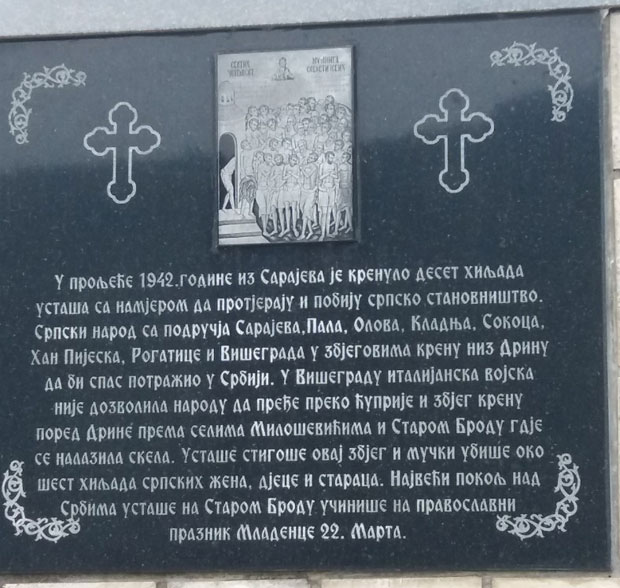 У прољеће 1942.године из Сарајева је кренуло десет хиљада
усташа са намјером да протјерају и побију српско становништво.
Српски народ са подручја Сарајева,Пала, Олова, Кладња, Сокоца,
Хан Пијеска, Рогатице и Вишеграда у збјеговима крену низ Дрину
да би спас потражио у Србији. У Вишеграду италијанска војска
није дозволила народу да пређе преко ћуприје и збјег крену
поред Дрине према селима Милошевићима и Старом Броду гдје
се налазила скела. Усташе стигоше овај збјег и мучки убише око
шест хиљада српских жена, дјеце и стараца. Највећи покољ над
Србима усташе на Старом Броду учинише на православни
празник Младенце 22. Марта.